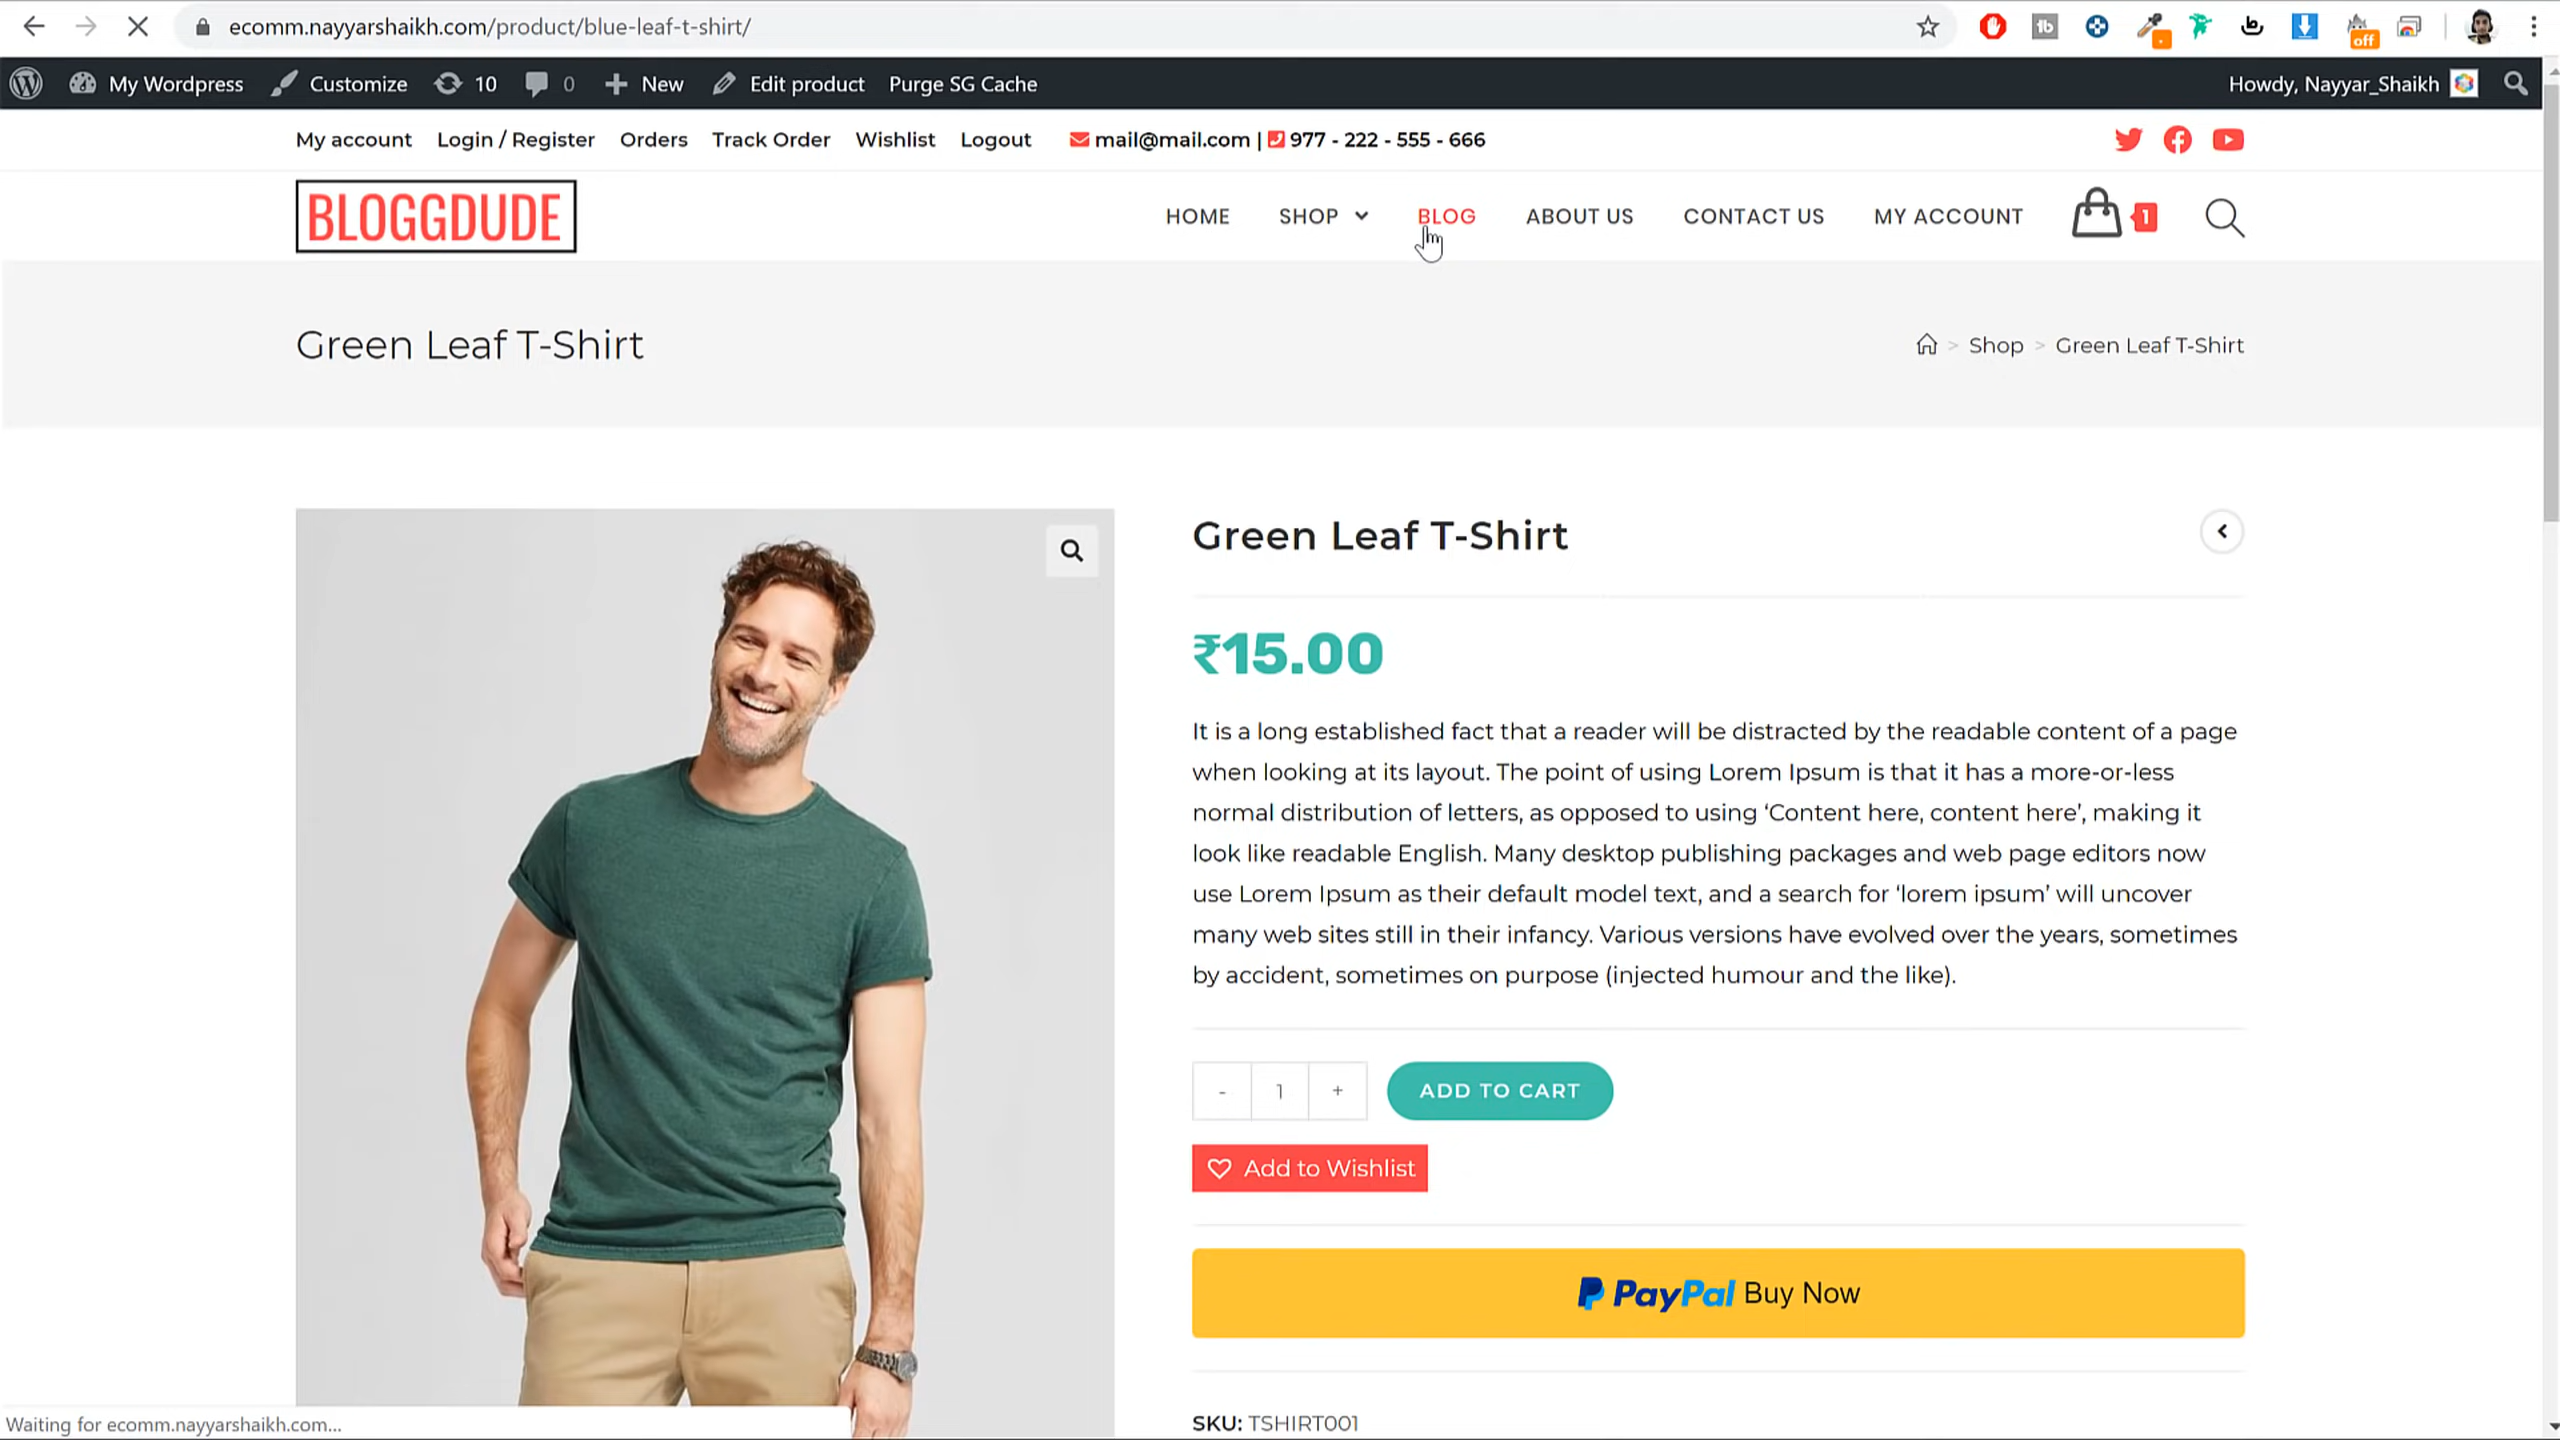 ecomm.nayyarshaikh.com/product/blue-leaf-t-shirt/
off
My Wordpress Customize 10 0 New Edit product Purge SG Cache Howdy, Nayyar_Shaikh
My account Login / Register Orders Track Order Wishlist Logout mail@mail.com | 977 - 222 - 555 - 666
BLOGGDUDE HOME SHOP BLOG ABOUT US CONTACT US MY ACCOUNT 1
Green Leaf T-Shirt > Shop > Green Leaf T-Shirt
Green Leaf T-Shirt
₹15.00
It is a long established fact that a reader will be distracted by the readable content of a page
when looking at its layout. The point of using Lorem Ipsum is that it has a more-or-less
normal distribution of letters, as opposed to using ‘Content here, content here’, making it
look like readable English. Many desktop publishing packages and web page editors now
use Lorem Ipsum as their default model text, and a search for ‘lorem ipsum’ will uncover
many web sites still in their infancy. Various versions have evolved over the years, sometimes
by accident, sometimes on purpose (injected humour and the like).
- 1 + ADD TO CART
Add to Wishlist
PayPal Buy Now
SKU: TSHIRT001
Waiting for ecomm.nayyarshaikh.com...